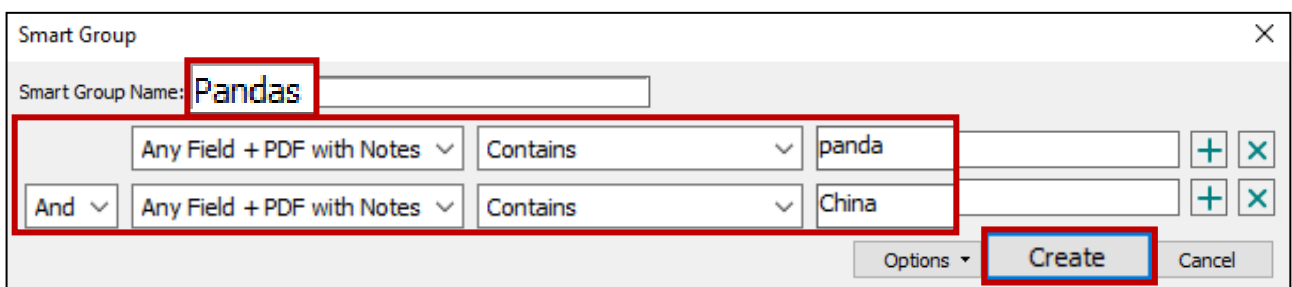 Smart Group
Smart Group Name: Pandas
Any Field + PDF with Notes Contains panda
And Any Field + PDF with Notes Contains China
Options Create Cancel